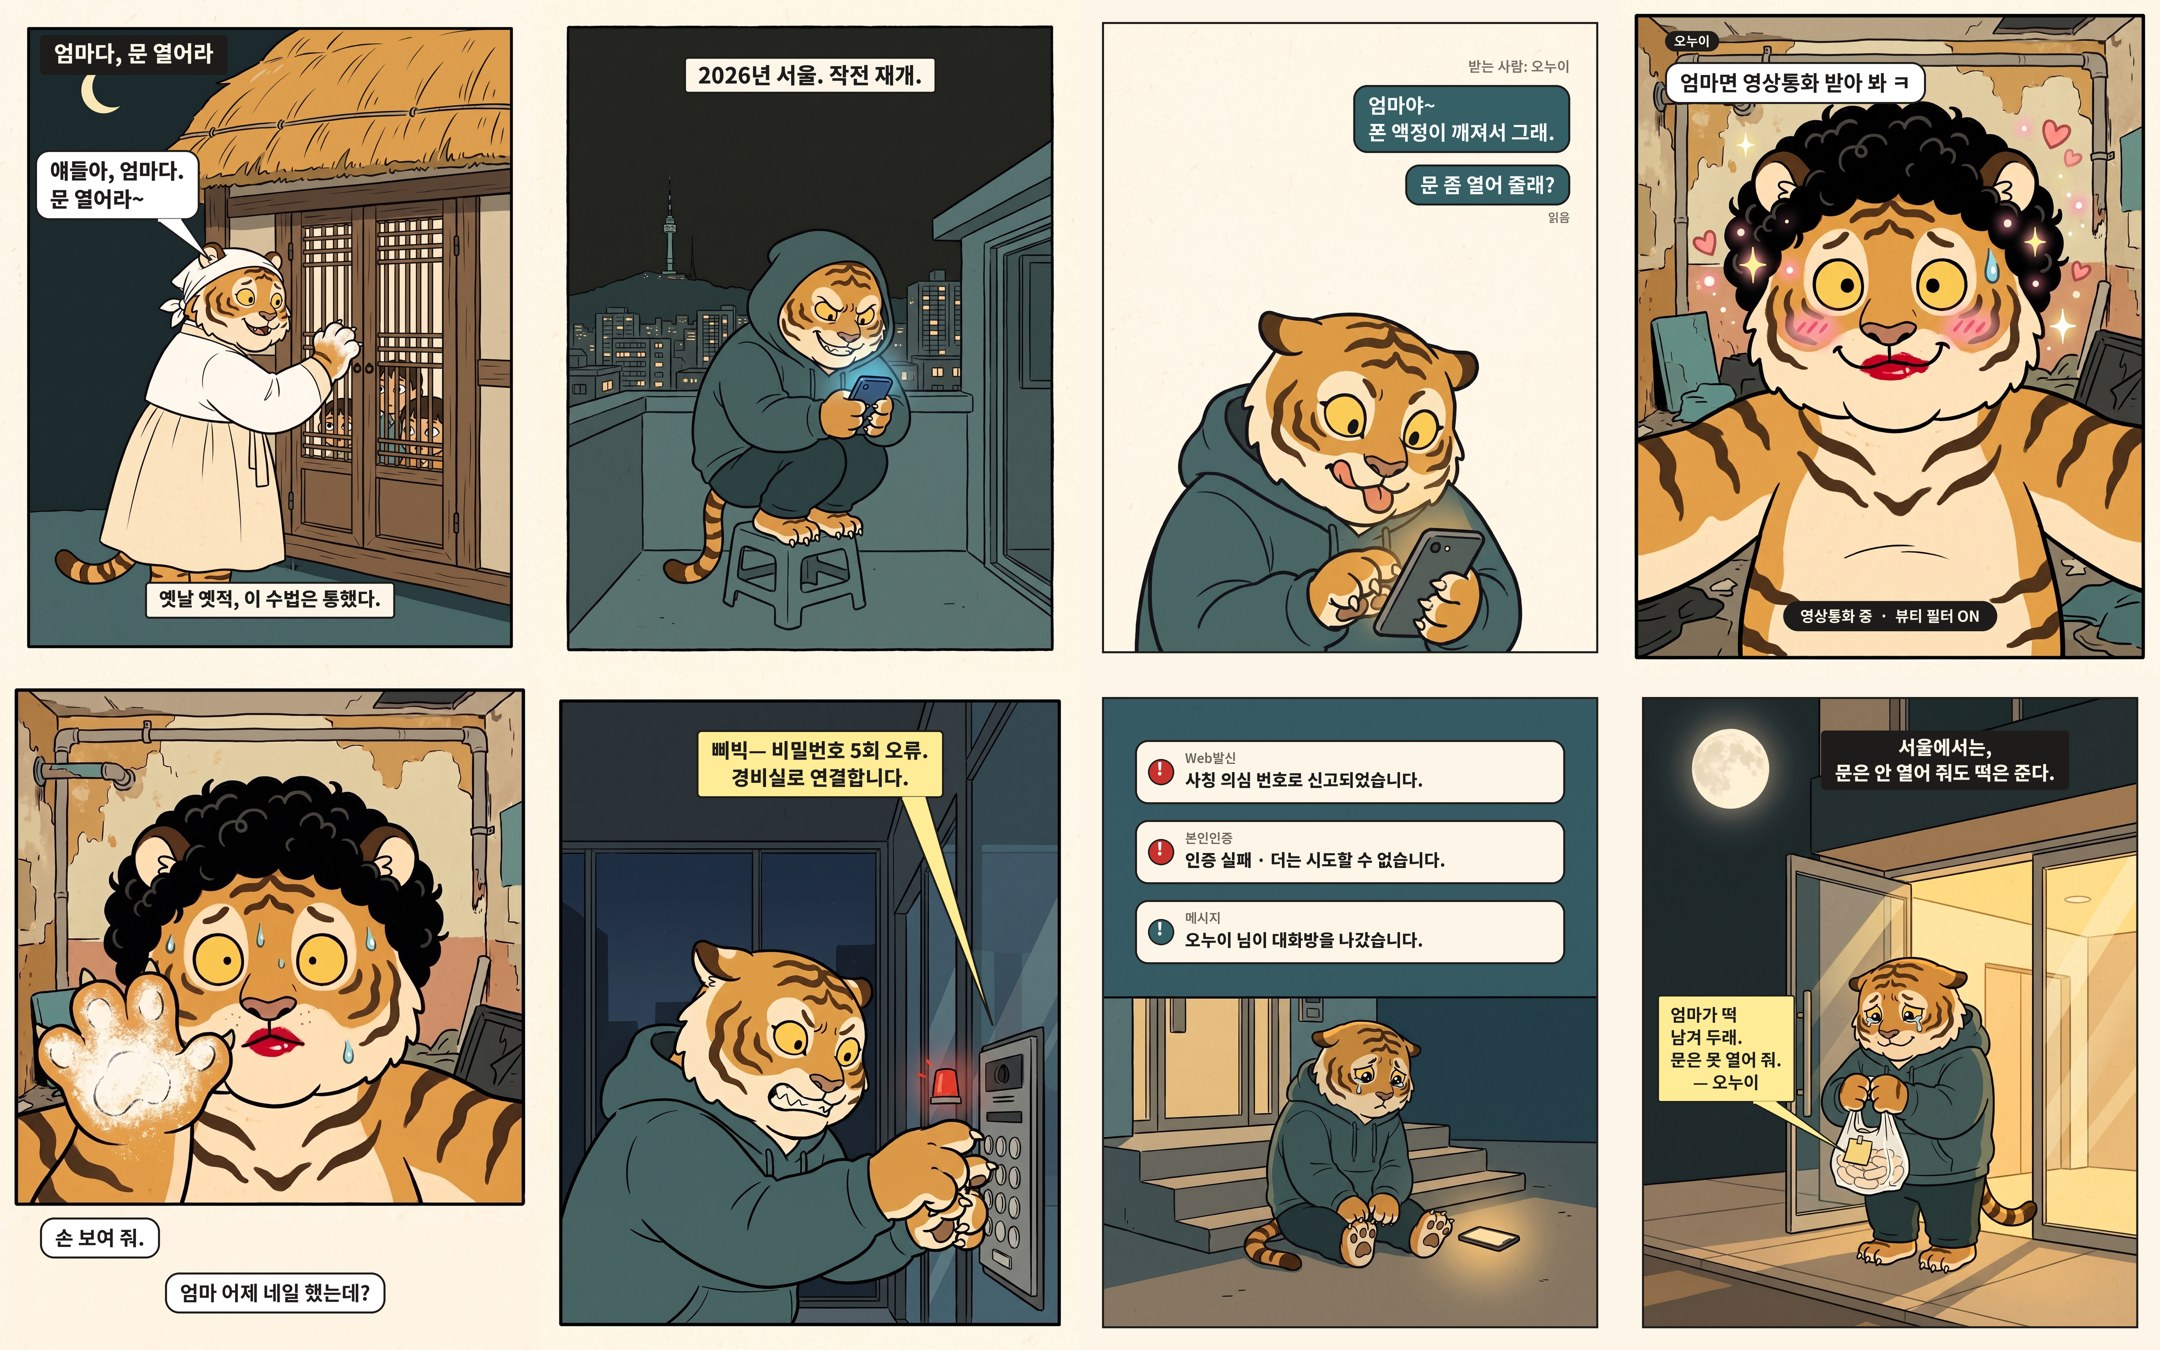 엄마다, 문 열어라
얘들아, 엄마다.
문 열어라~
옛날 옛적, 이 수법은 통했다.
2026년 서울. 작전 재개.
받는 사람: 오누이
엄마야~
폰 액정이 깨져서 그래.
문 좀 열어 줄래?
읽음
오누이
엄마면 영상통화 받아 봐 ㅋ
영상통화 중 · 뷰티 필터 ON
손 보여 줘.
엄마 어제 네일 했는데?
삐빅— 비밀번호 5회 오류.
경비실로 연결합니다.
Web발신
사칭 의심 번호로 신고되었습니다.
본인인증
인증 실패 · 더는 시도할 수 없습니다.
메시지
오누이 님이 대화방을 나갔습니다.
서울에서는,
문은 안 열어 줘도 떡은 준다.
엄마가 떡
남겨 두래.
문은 못 열어 줘.
— 오누이